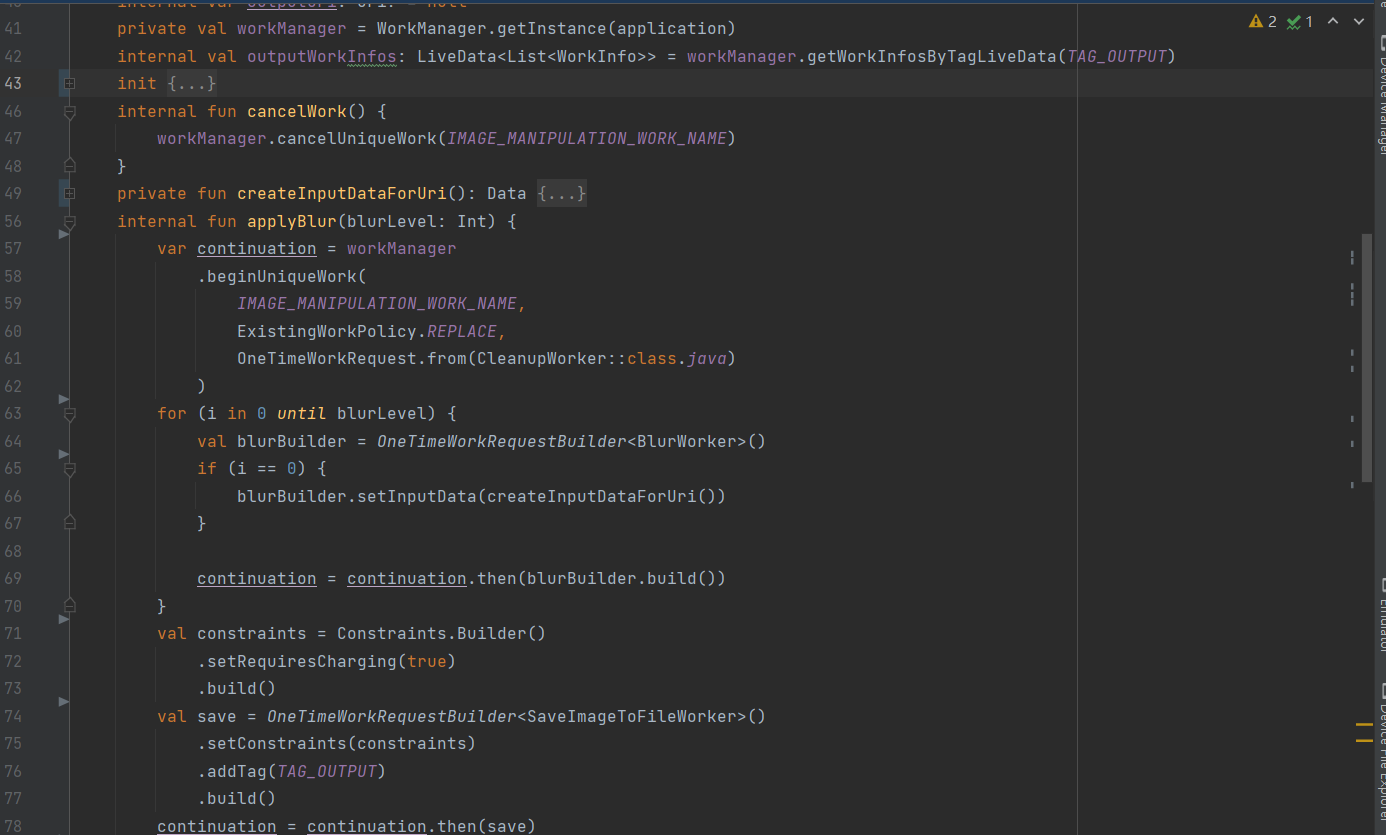 41 private val workManager = WorkManager.getInstance(application)
42 internal val outputWorkInfos: LiveData<List<WorkInfo>> = workManager.getWorkInfosByTagLiveData(TAG_OUTPUT)
43 init {...}
46 internal fun cancelWork() {
47 workManager.cancelUniqueWork(IMAGE_MANIPULATION_WORK_NAME)
48 }
49 private fun createInputDataForUri(): Data {...}
56 internal fun applyBlur(blurLevel: Int) {
57 var continuation = workManager
58 .beginUniqueWork(
59 IMAGE_MANIPULATION_WORK_NAME,
60 ExistingWorkPolicy.REPLACE,
61 OneTimeWorkRequest.from(CleanupWorker::class.java)
62 )
63 for (i in 0 until blurLevel) {
64 val blurBuilder = OneTimeWorkRequestBuilder<BlurWorker>()
65 if (i == 0) {
66 blurBuilder.setInputData(createInputDataForUri())
67 }
68
69 continuation = continuation.then(blurBuilder.build())
70 }
71 val constraints = Constraints.Builder()
72 .setRequiresCharging(true)
73 .build()
74 val save = OneTimeWorkRequestBuilder<SaveImageToFileWorker>()
75 .setConstraints(constraints)
76 .addTag(TAG_OUTPUT)
77 .build()
78 continuation = continuation.then(save)
2 1
Device Manager
Emulator
Device File Explorer